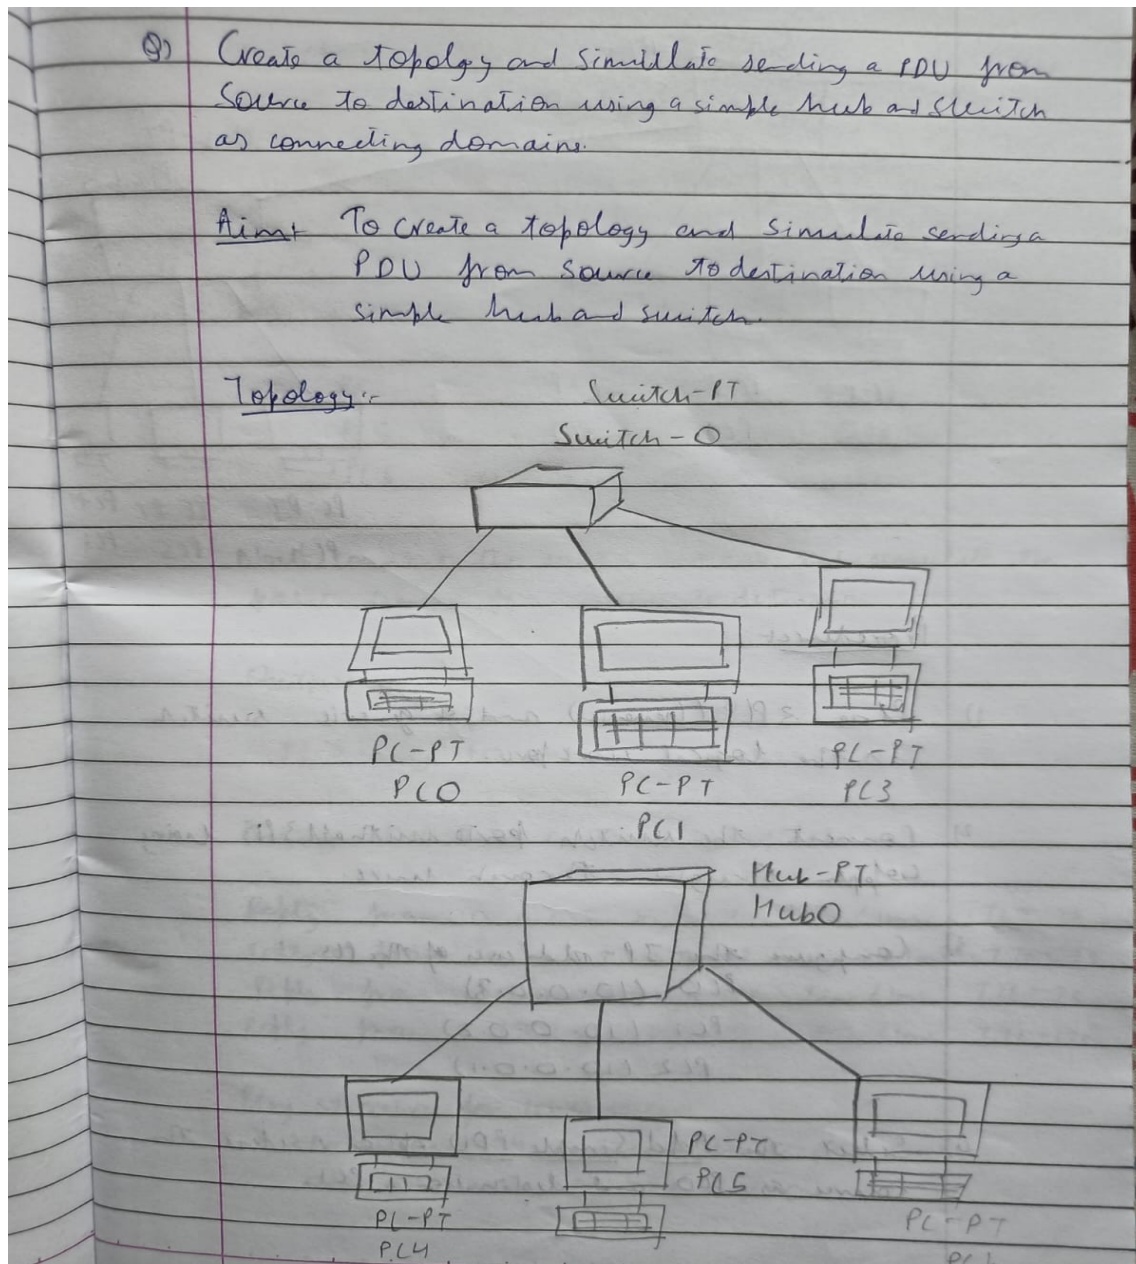 Q) Create a topolgy and Simullate sending a PDU from
Source to destination using a simple hub and Switch
as connecting domains.
Aim: To create a topology and simulate sending a
PDU from source to destination using a
simple hub and switch.
Topology:-
Switch-PT
Switch-0
PC-PT
PC0
PC-PT
PC1
PC-PT
PC3
Hub-PT
Hub0
PC-PT
PC4
PC-PT
PC5
PC-PT